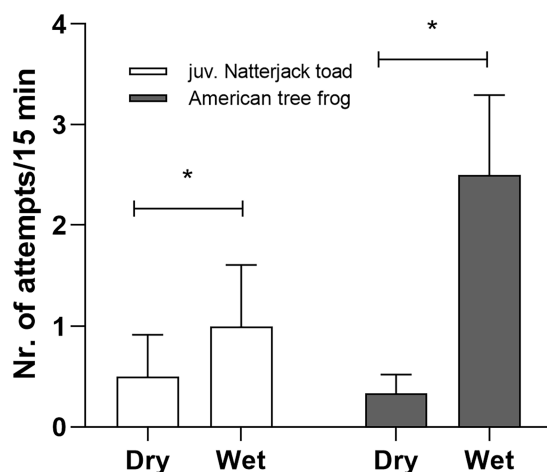 4
*
juv. Natterjack toad
American tree frog
3
*
2
1
0
Nr. of attempts/15 min
Dry Wet Dry Wet